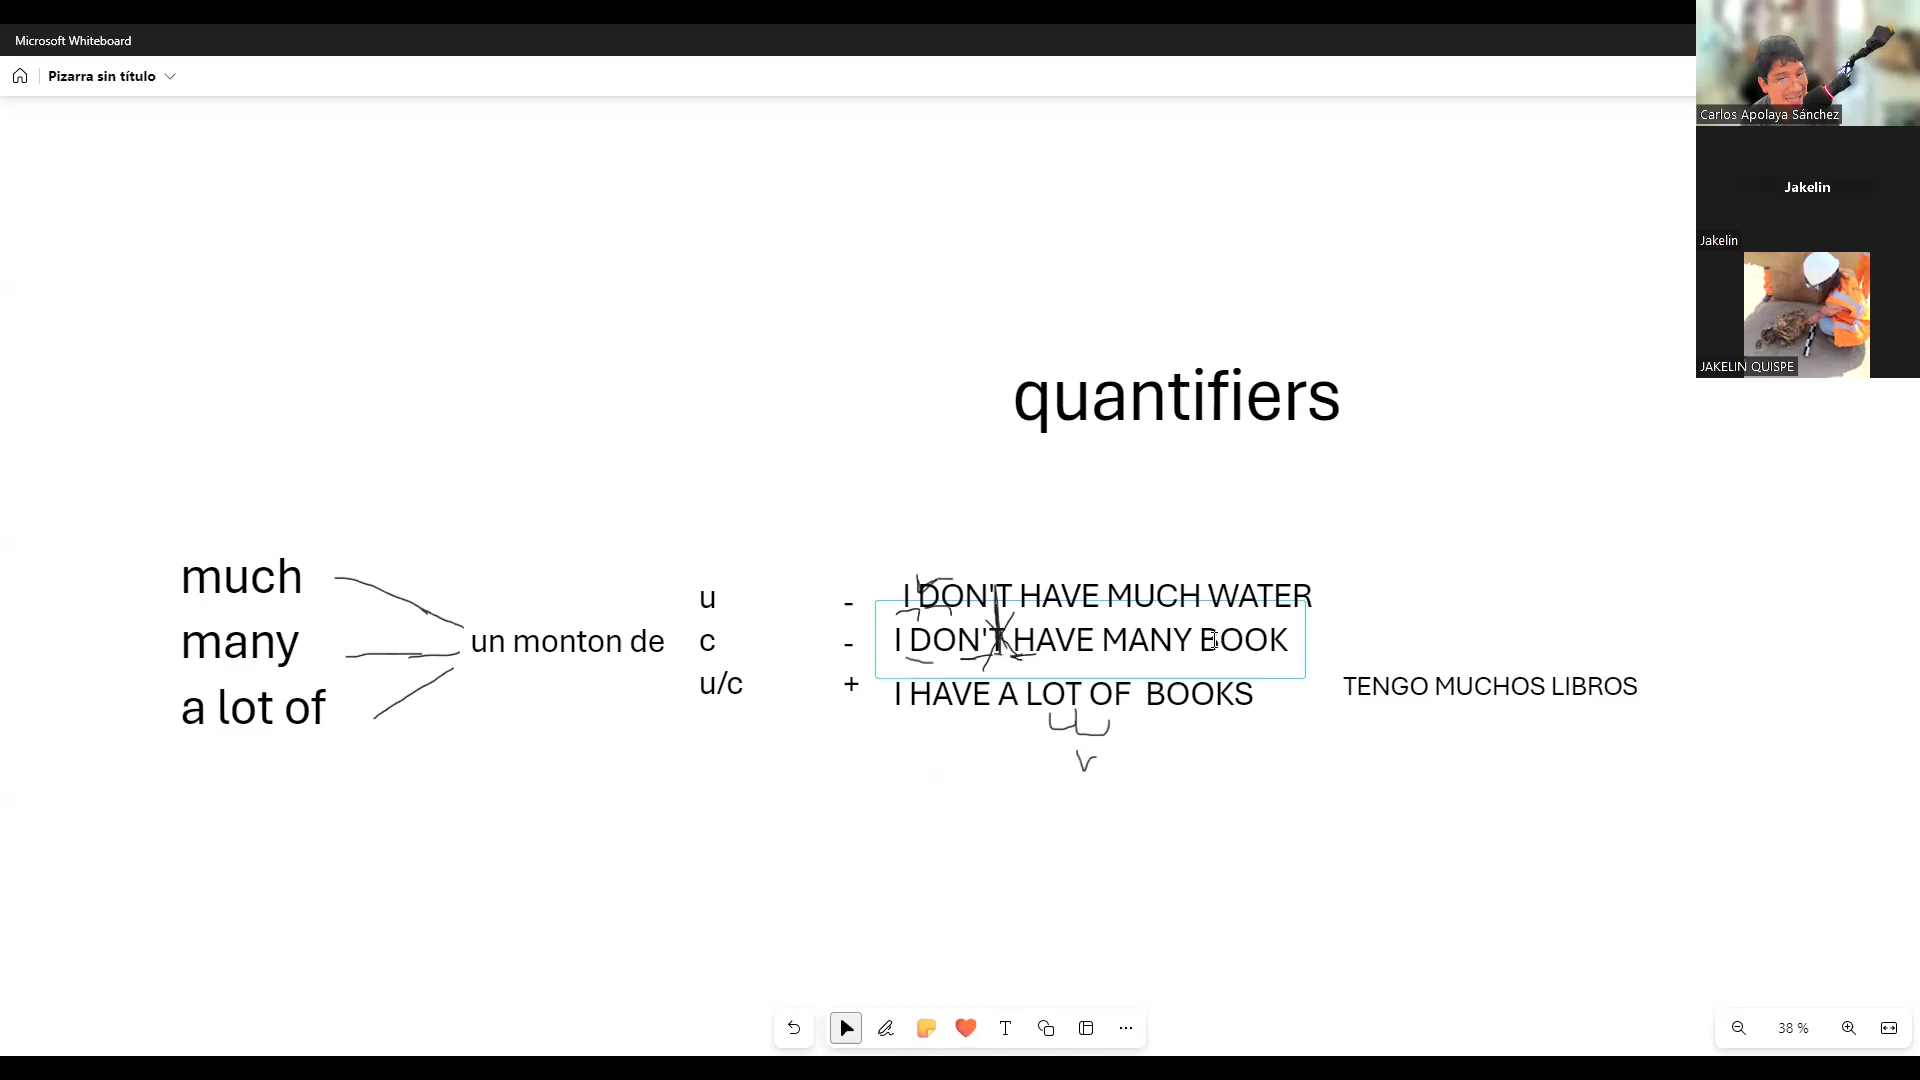 Microsoft Whiteboard
Pizarra sin título
Carlos Apolaya Sánchez
Jakelin
Jakelin
JAKELIN QUISPE
quantifiers
much
many
a lot of
un monton de
u
c
u/c
-
-
+
I DON'T HAVE MUCH WATER
I DON'T HAVE MANY BOOK
I HAVE A LOT OF BOOKS
TENGO MUCHOS LIBROS
38 %